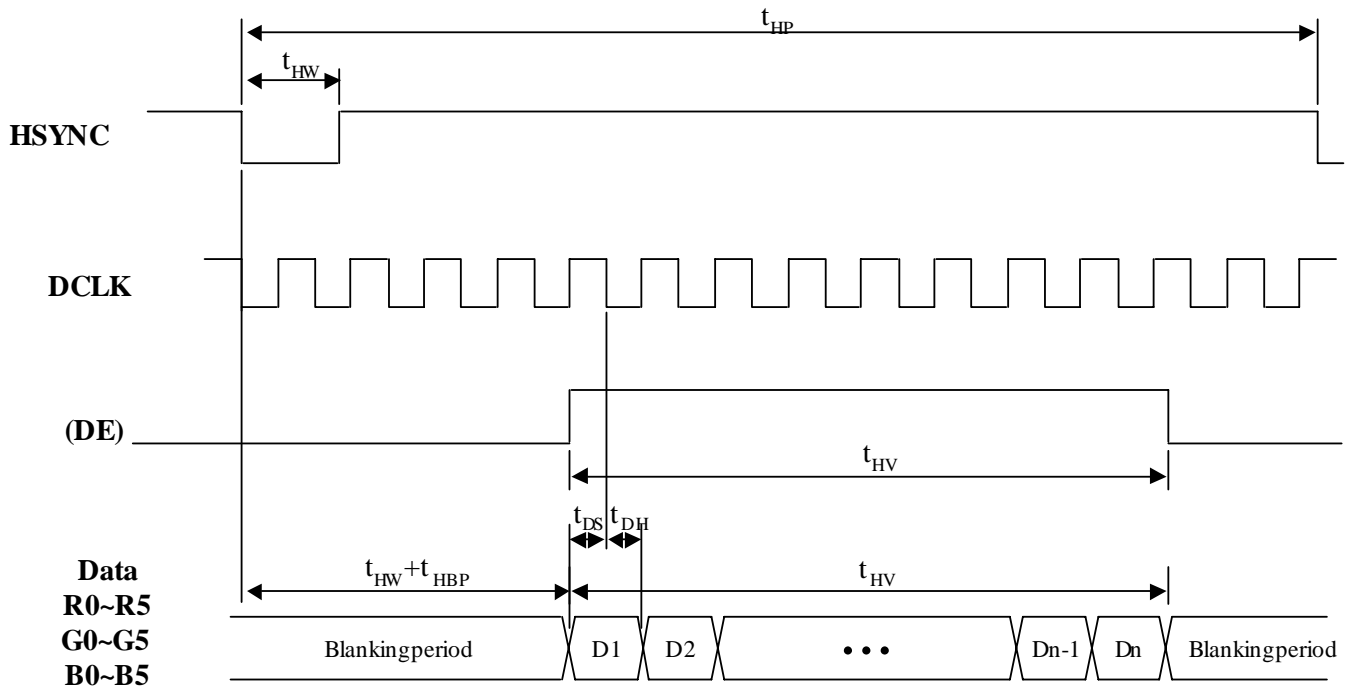 tHP
tHW
HSYNC
DCLK
(DE)
tHV
tDS tDH
Data
R0~R5
G0~G5
B0~B5
tHW+tHBP
tHV
Blankingperiod D1 D2 ••• Dn-1 Dn Blankingperiod